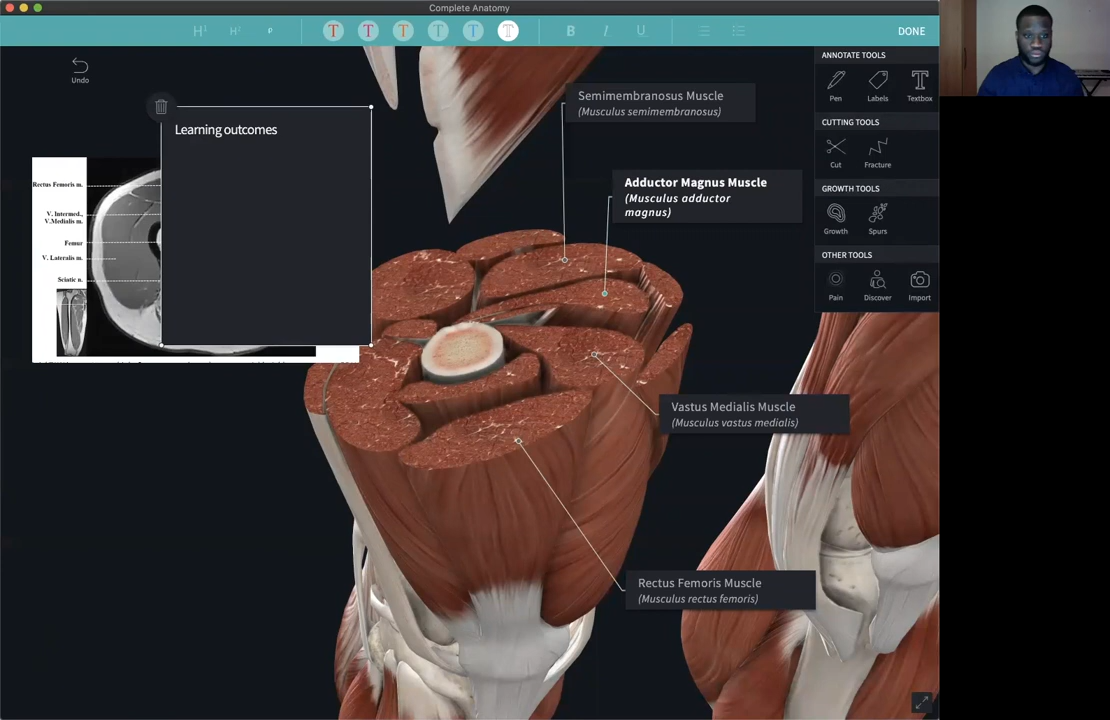 Complete Anatomy
H¹ H² P T T T T T T B I U DONE
Undo
Learning outcomes
Rectus Femoris m.
V. Intermed.,
V.Medialis m.
Femur
V. Lateralis m.
Sciatic n.
Semimembranosus Muscle
(Musculus semimembranosus)
Adductor Magnus Muscle
(Musculus adductor
magnus)
Vastus Medialis Muscle
(Musculus vastus medialis)
Rectus Femoris Muscle
(Musculus rectus femoris)
ANNOTATE TOOLS
Pen Labels Textbox
CUTTING TOOLS
Cut Fracture
GROWTH TOOLS
Growth Spurs
OTHER TOOLS
Pain Discover Import